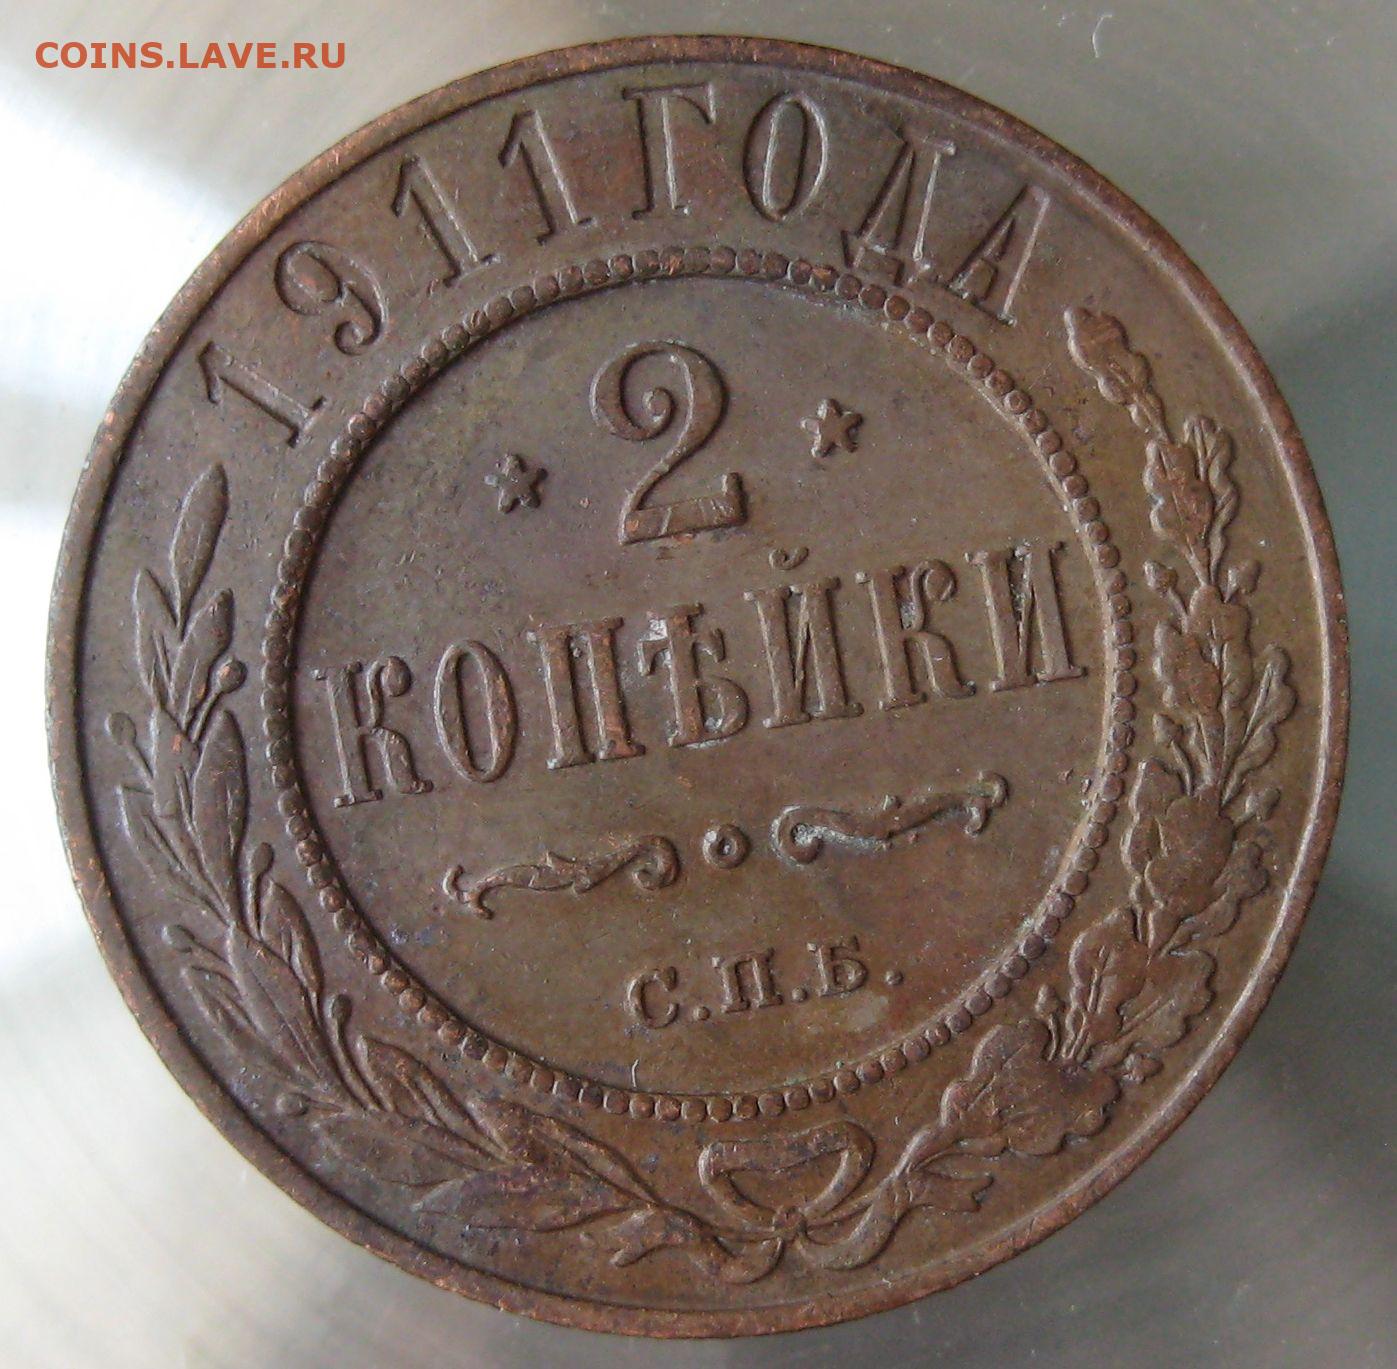 COINS.LAVE.RU
1911 ГОДА
2
КОПѢЙКИ
С.П.Б.